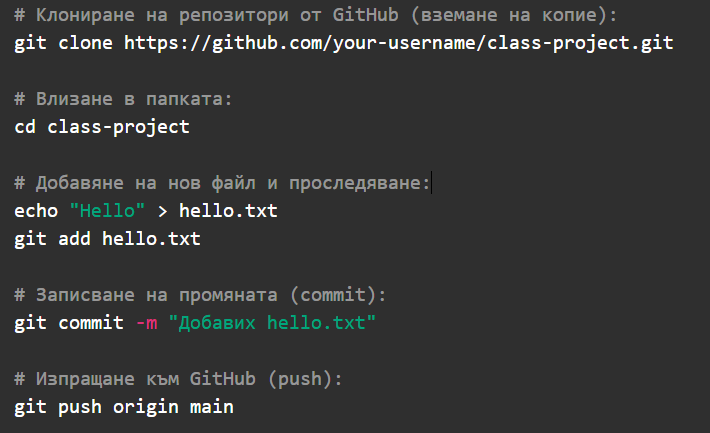 # Клониране на репозитори от GitHub (вземане на копие):
git clone https://github.com/your-username/class-project.git
# Влизане в папката:
cd class-project
# Добавяне на нов файл и проследяване:
echo "Hello" > hello.txt
git add hello.txt
# Записване на промяната (commit):
git commit -m "Добавих hello.txt"
# Изпращане към GitHub (push):
git push origin main